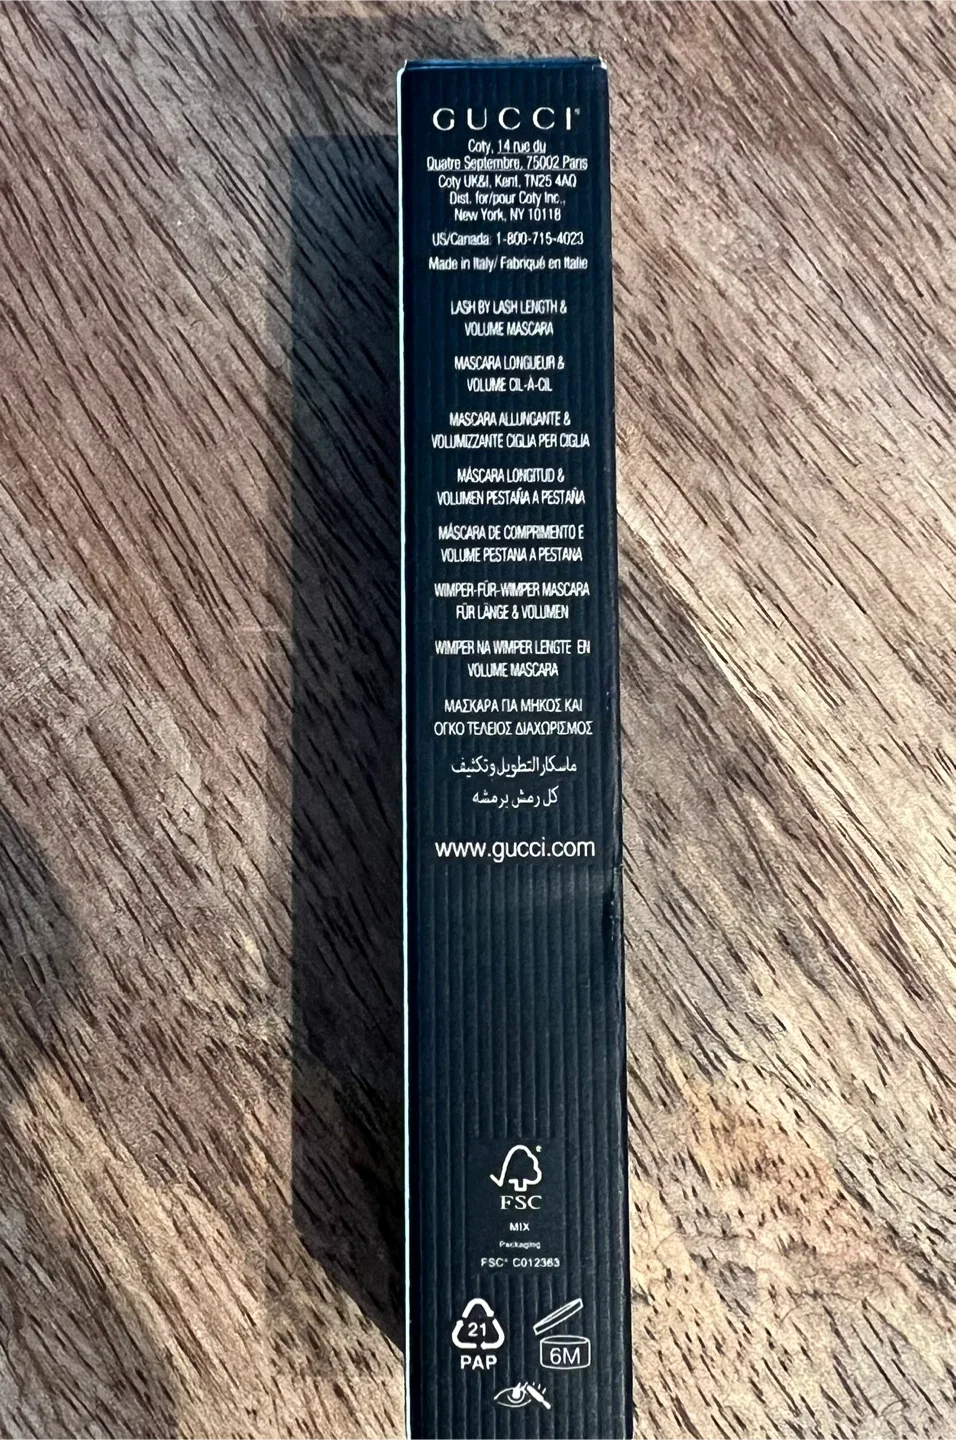 GUCCI®
Coty, 14 rue du
Quatre Septembre, 75002 Paris
Coty UK&I, Kent, TN25 4AQ
Dist. for/pour Coty Inc.,
New York, NY 10118
US/Canada: 1-800-715-4023
Made in Italy/ Fabriqué en Italie
LASH BY LASH LENGTH &
VOLUME MASCARA
MASCARA LONGUEUR &
VOLUME CIL-À-CIL
MASCARA ALLUNGANTE &
VOLUMIZZANTE CIGLIA PER CIGLIA
MÁSCARA LONGITUD &
VOLUMEN PESTAÑA A PESTAÑA
MÁSCARA DE COMPRIMENTO E
VOLUME PESTANA A PESTANA
WIMPER-FÜR-WIMPER MASCARA
FÜR LÄNGE & VOLUMEN
WIMPER NA WIMPER LENGTE EN
VOLUME MASCARA
ΜΑΣΚΑΡΑ ΓΙΑ ΜΗΚΟΣ ΚΑΙ
ΟΓΚΟ ΤΕΛΕΙΟΣ ΔΙΑΧΩΡΙΣΜΟΣ
ماسكارا لتطويل وتكثيف
كل رمش برمشه
www.gucci.com
FSC
MIX
Packaging
FSC® C012363
21
PAP
6M